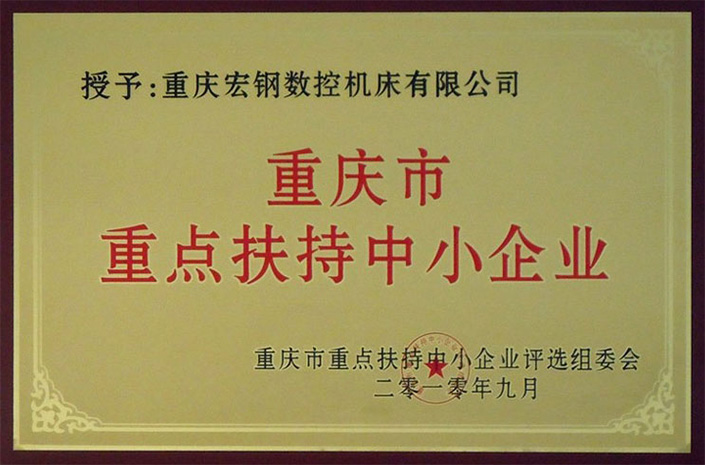 授予:重庆宏钢数控机床有限公司
重庆市
重点扶持中小企业
重庆市重点扶持中小企业评选组委会
二零一零年九月